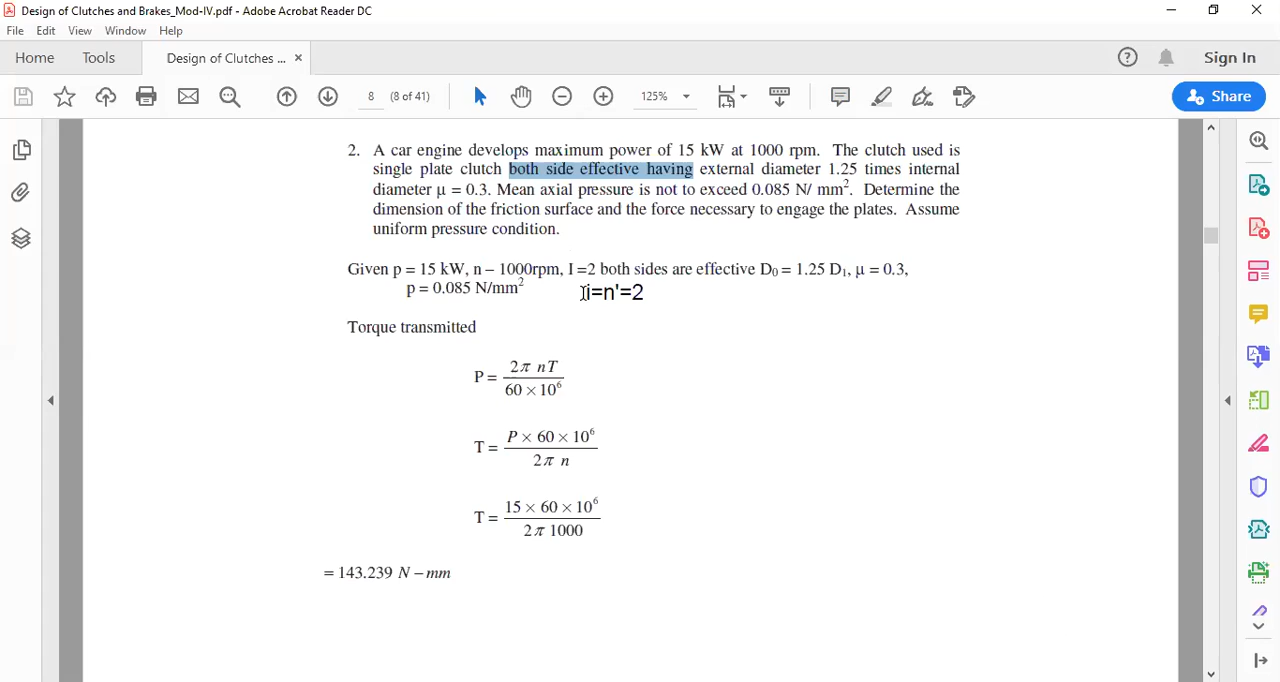 Design of Clutches and Brakes_Mod-IV.pdf - Adobe Acrobat Reader DC
File Edit View Window Help
Home Tools Design of Clutches ... × Sign In
8 (8 of 41) 125% Share
2. A car engine develops maximum power of 15 kW at 1000 rpm. The clutch used is
single plate clutch both side effective having external diameter 1.25 times internal
diameter μ = 0.3. Mean axial pressure is not to exceed 0.085 N/ mm². Determine the
dimension of the friction surface and the force necessary to engage the plates. Assume
uniform pressure condition.
Given p = 15 kW, n – 1000rpm, I =2 both sides are effective D₀ = 1.25 D₁, μ = 0.3,
p = 0.085 N/mm²
i=n'=2
Torque transmitted
P = 2π nT / 60 × 10⁶
T = P × 60 × 10⁶ / 2π n
T = 15 × 60 × 10⁶ / 2π 1000
= 143.239 N – mm